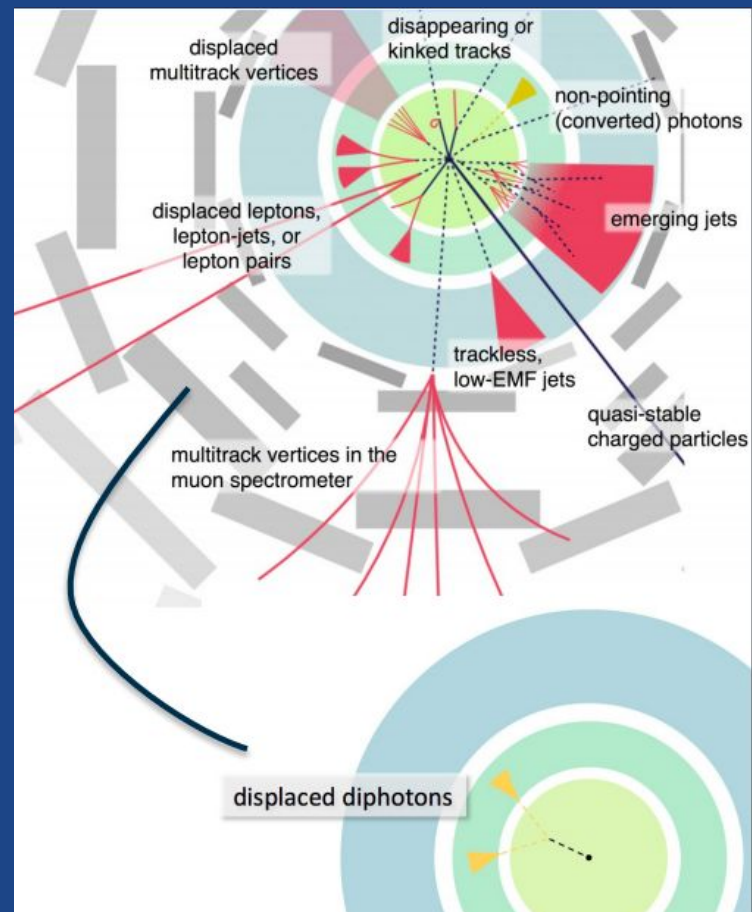 displaced
multitrack vertices
disappearing or
kinked tracks
non-pointing
(converted) photons
displaced leptons,
lepton-jets, or
lepton pairs
emerging jets
trackless,
low-EMF jets
quasi-stable
charged particles
multitrack vertices in the
muon spectrometer
displaced diphotons